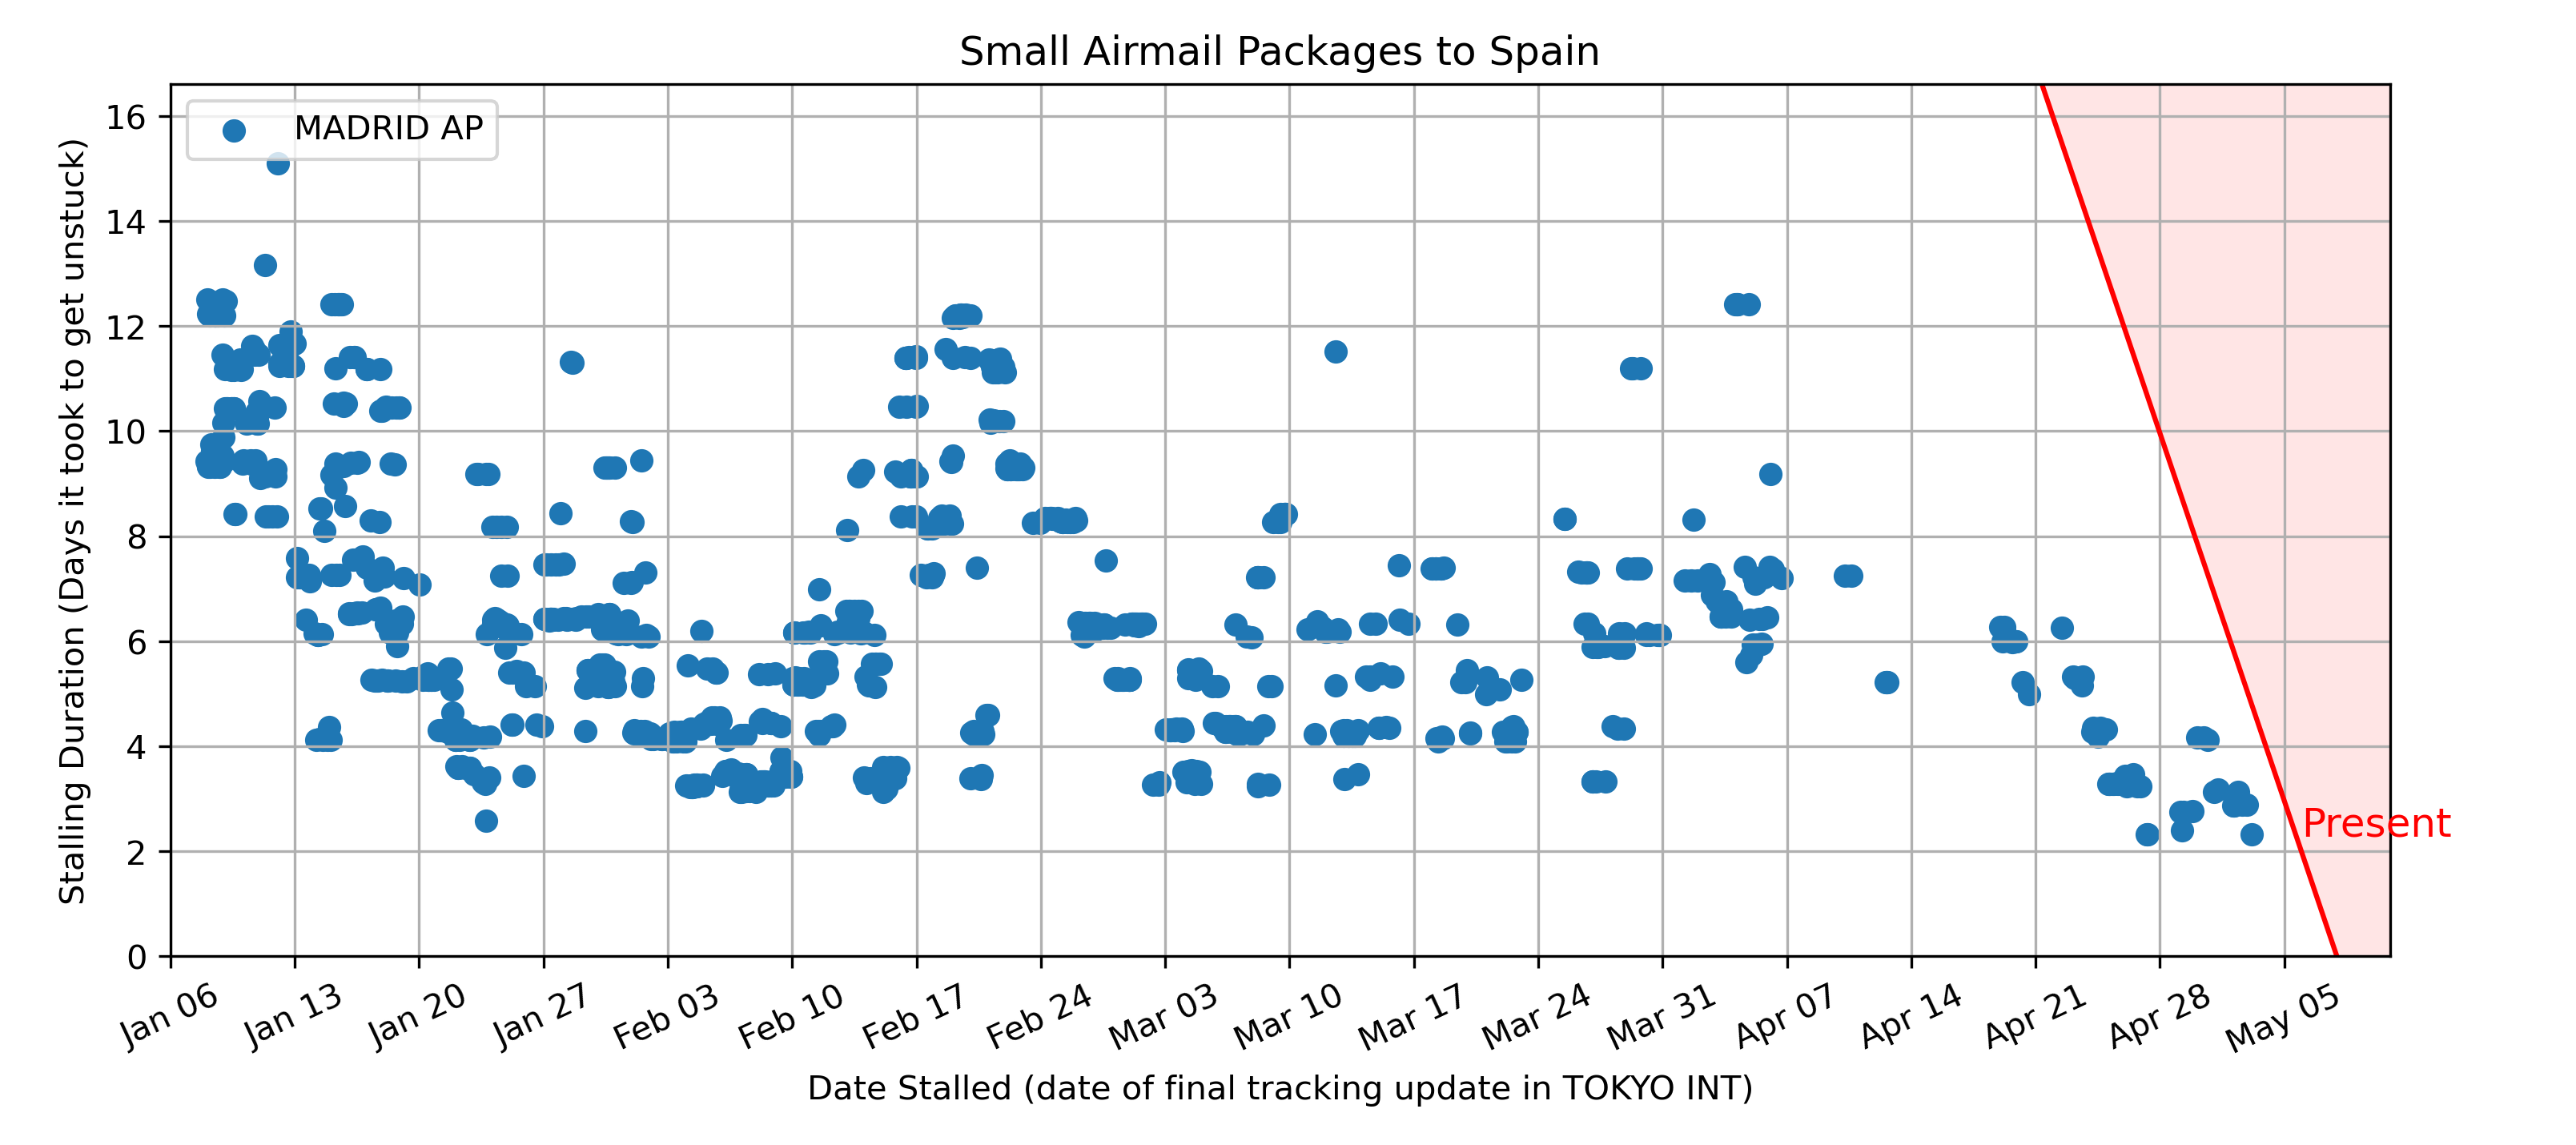 Small Airmail Packages to Spain
MADRID AP
Stalling Duration (Days it took to get unstuck)
16
14
12
10
8
6
4
2
0
Present
Jan 06
Jan 13
Jan 20
Jan 27
Feb 03
Feb 10
Feb 17
Feb 24
Mar 03
Mar 10
Mar 17
Mar 24
Mar 31
Apr 07
Apr 14
Apr 21
Apr 28
May 05
Date Stalled (date of final tracking update in TOKYO INT)